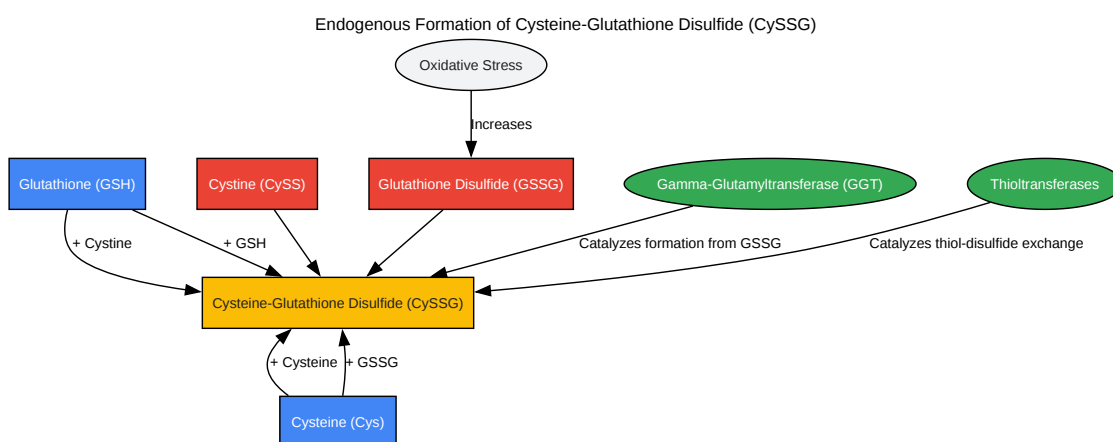 Endogenous Formation of Cysteine-Glutathione Disulfide (CySSG)
Oxidative Stress
Increases
Glutathione (GSH)
Cystine (CySS)
Glutathione Disulfide (GSSG)
Gamma-Glutamyltransferase (GGT)
Thioltransferases
+ Cystine
+ GSH
Catalyzes formation from GSSG
Catalyzes thiol-disulfide exchange
Cysteine-Glutathione Disulfide (CySSG)
+ Cysteine
+ GSSG
Cysteine (Cys)